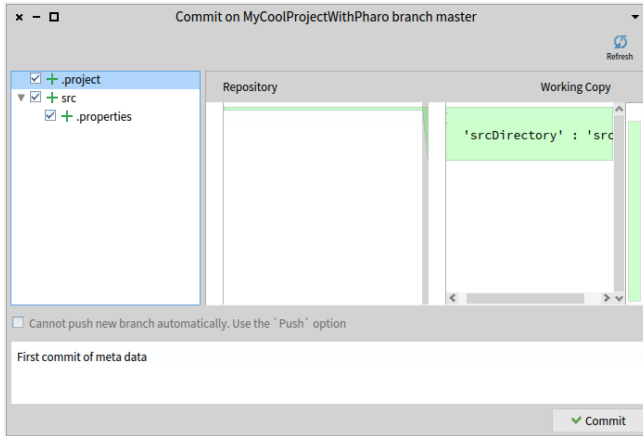 Commit on MyCoolProjectWithPharo branch master
Refresh
.project
src
.properties
Repository
Working Copy
'srcDirectory' : 'src
Cannot push new branch automatically. Use the `Push` option
First commit of meta data
Commit